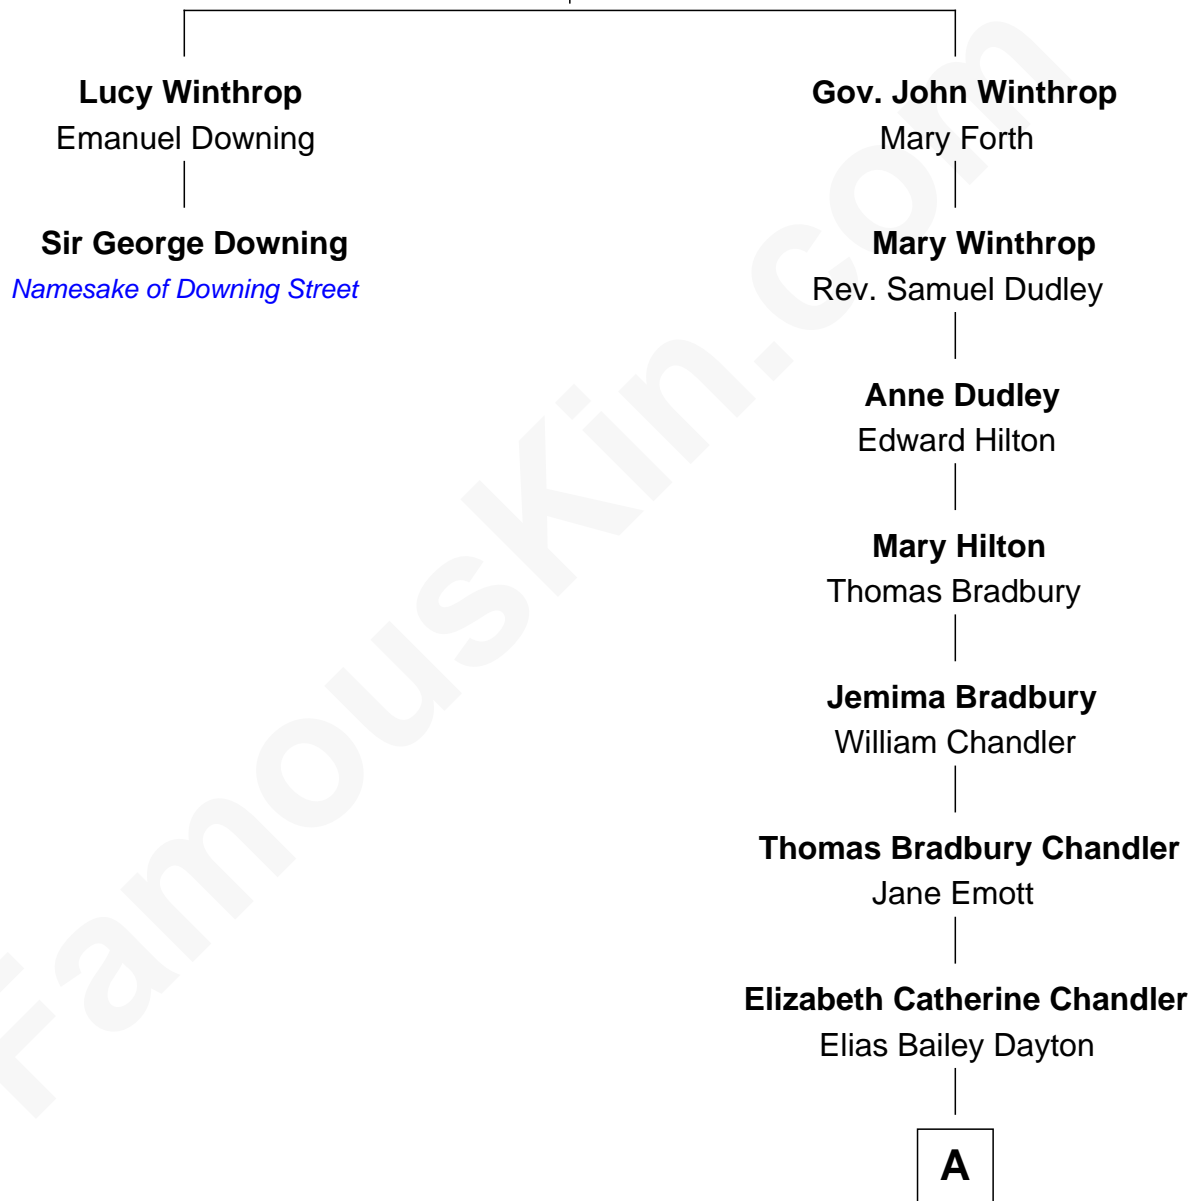 Lucy Winthrop
Emanuel Downing
Sir George Downing
Namesake of Downing Street
Gov. John Winthrop
Mary Forth
Mary Winthrop
Rev. Samuel Dudley
Anne Dudley
Edward Hilton
Mary Hilton
Thomas Bradbury
Jemima Bradbury
William Chandler
Thomas Bradbury Chandler
Jane Emott
Elizabeth Catherine Chandler
Elias Bailey Dayton
A
FamousKin.com